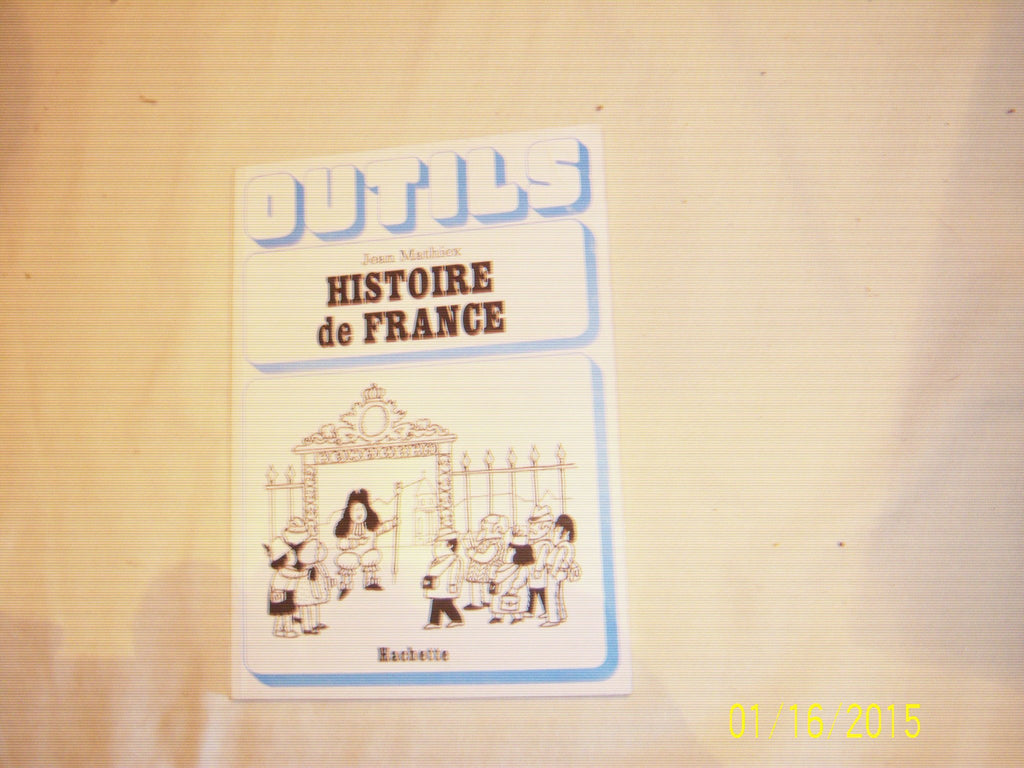 OUTILS
Jean Mathiex
HISTOIRE
de FRANCE
Hachette
01/16/2015